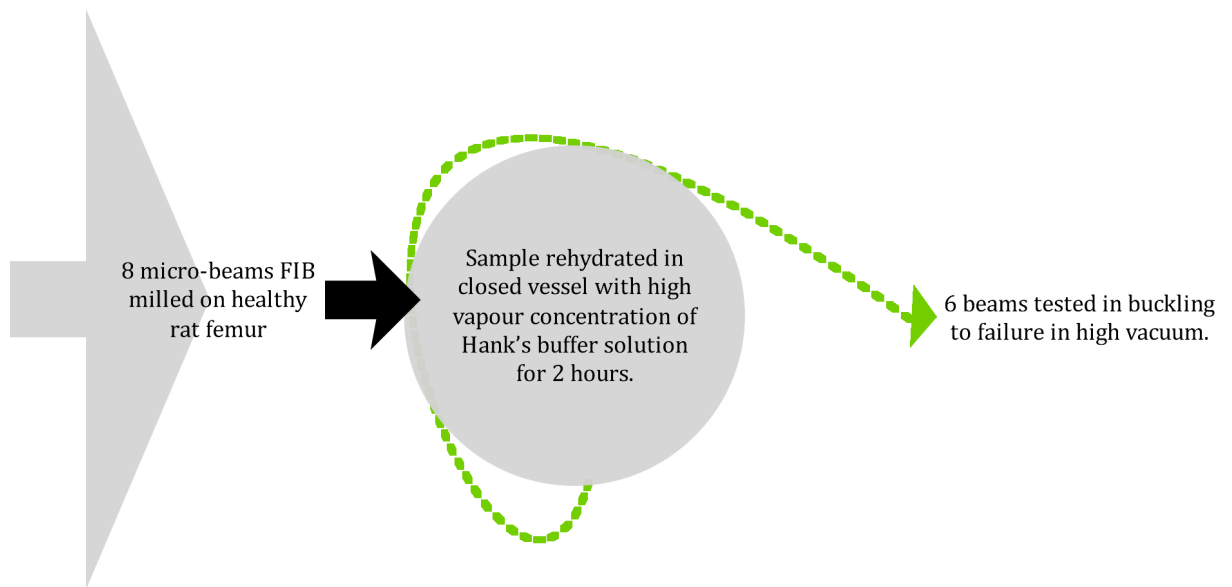 8 micro-beams FIB
milled on healthy
rat femur
Sample rehydrated in
closed vessel with high
vapour concentration of
Hank’s buffer solution
for 2 hours.
6 beams tested in buckling
to failure in high vacuum.